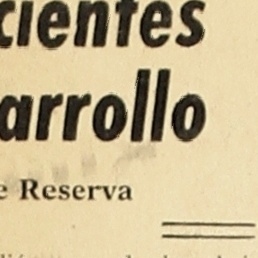 cientes
arrollo
e Reserva